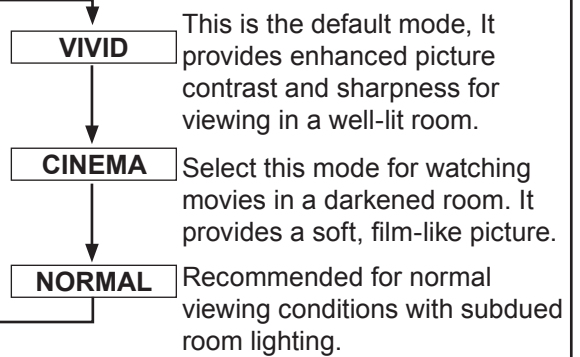 VIVID
This is the default mode, It
provides enhanced picture
contrast and sharpness for
viewing in a well-lit room.
CINEMA
Select this mode for watching
movies in a darkened room. It
provides a soft, film-like picture.
NORMAL
Recommended for normal
viewing conditions with subdued
room lighting.